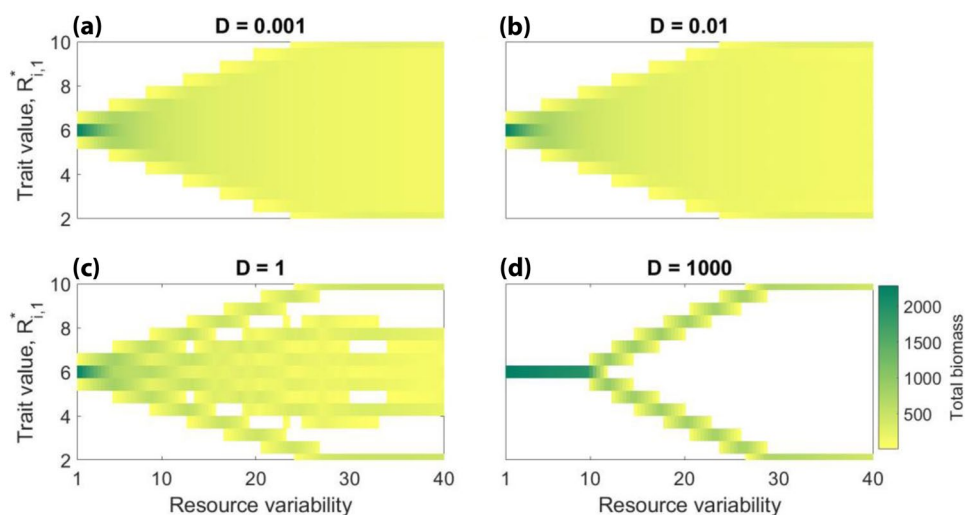 (a) D = 0.001
(b) D = 0.01
Trait value, R*i,1
10
8
6
4
2
(c) D = 1
(d) D = 1000
Trait value, R*i,1
10
8
6
4
2
1 10 20 30 40
Resource variability
1 10 20 30 40
Resource variability
2000
1500
1000
500
Total biomass